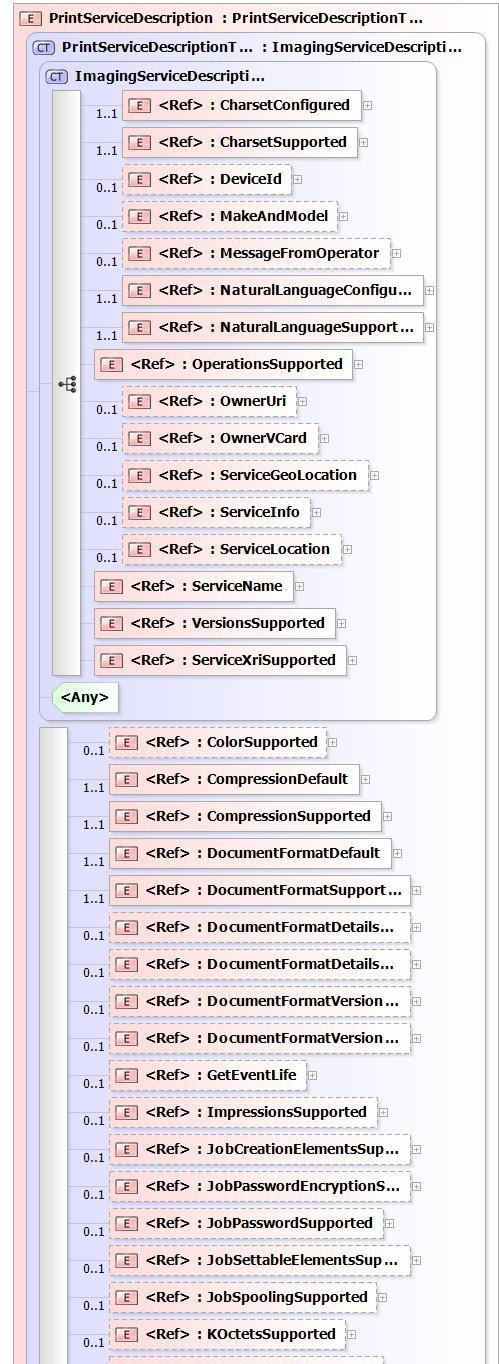 E PrintServiceDescription : PrintServiceDescriptionT...
CT PrintServiceDescriptionT... : ImagingServiceDescripti...
CT ImagingServiceDescripti...
1..1 E <Ref> : CharsetConfigured
1..1 E <Ref> : CharsetSupported
0..1 E <Ref> : DeviceId
0..1 E <Ref> : MakeAndModel
0..1 E <Ref> : MessageFromOperator
1..1 E <Ref> : NaturalLanguageConfigu...
1..1 E <Ref> : NaturalLanguageSupport...
E <Ref> : OperationsSupported
0..1 E <Ref> : OwnerUri
0..1 E <Ref> : OwnerVCard
0..1 E <Ref> : ServiceGeoLocation
0..1 E <Ref> : ServiceInfo
0..1 E <Ref> : ServiceLocation
E <Ref> : ServiceName
E <Ref> : VersionsSupported
E <Ref> : ServiceXriSupported
<Any>
0..1 E <Ref> : ColorSupported
1..1 E <Ref> : CompressionDefault
1..1 E <Ref> : CompressionSupported
1..1 E <Ref> : DocumentFormatDefault
1..1 E <Ref> : DocumentFormatSupport...
0..1 E <Ref> : DocumentFormatDetails...
0..1 E <Ref> : DocumentFormatDetails...
0..1 E <Ref> : DocumentFormatVersion...
0..1 E <Ref> : DocumentFormatVersion...
0..1 E <Ref> : GetEventLife
0..1 E <Ref> : ImpressionsSupported
0..1 E <Ref> : JobCreationElementsSup...
0..1 E <Ref> : JobPasswordEncryptionS...
0..1 E <Ref> : JobPasswordSupported
0..1 E <Ref> : JobSettableElementsSup...
0..1 E <Ref> : JobSpoolingSupported
0..1 E <Ref> : KOctetsSupported